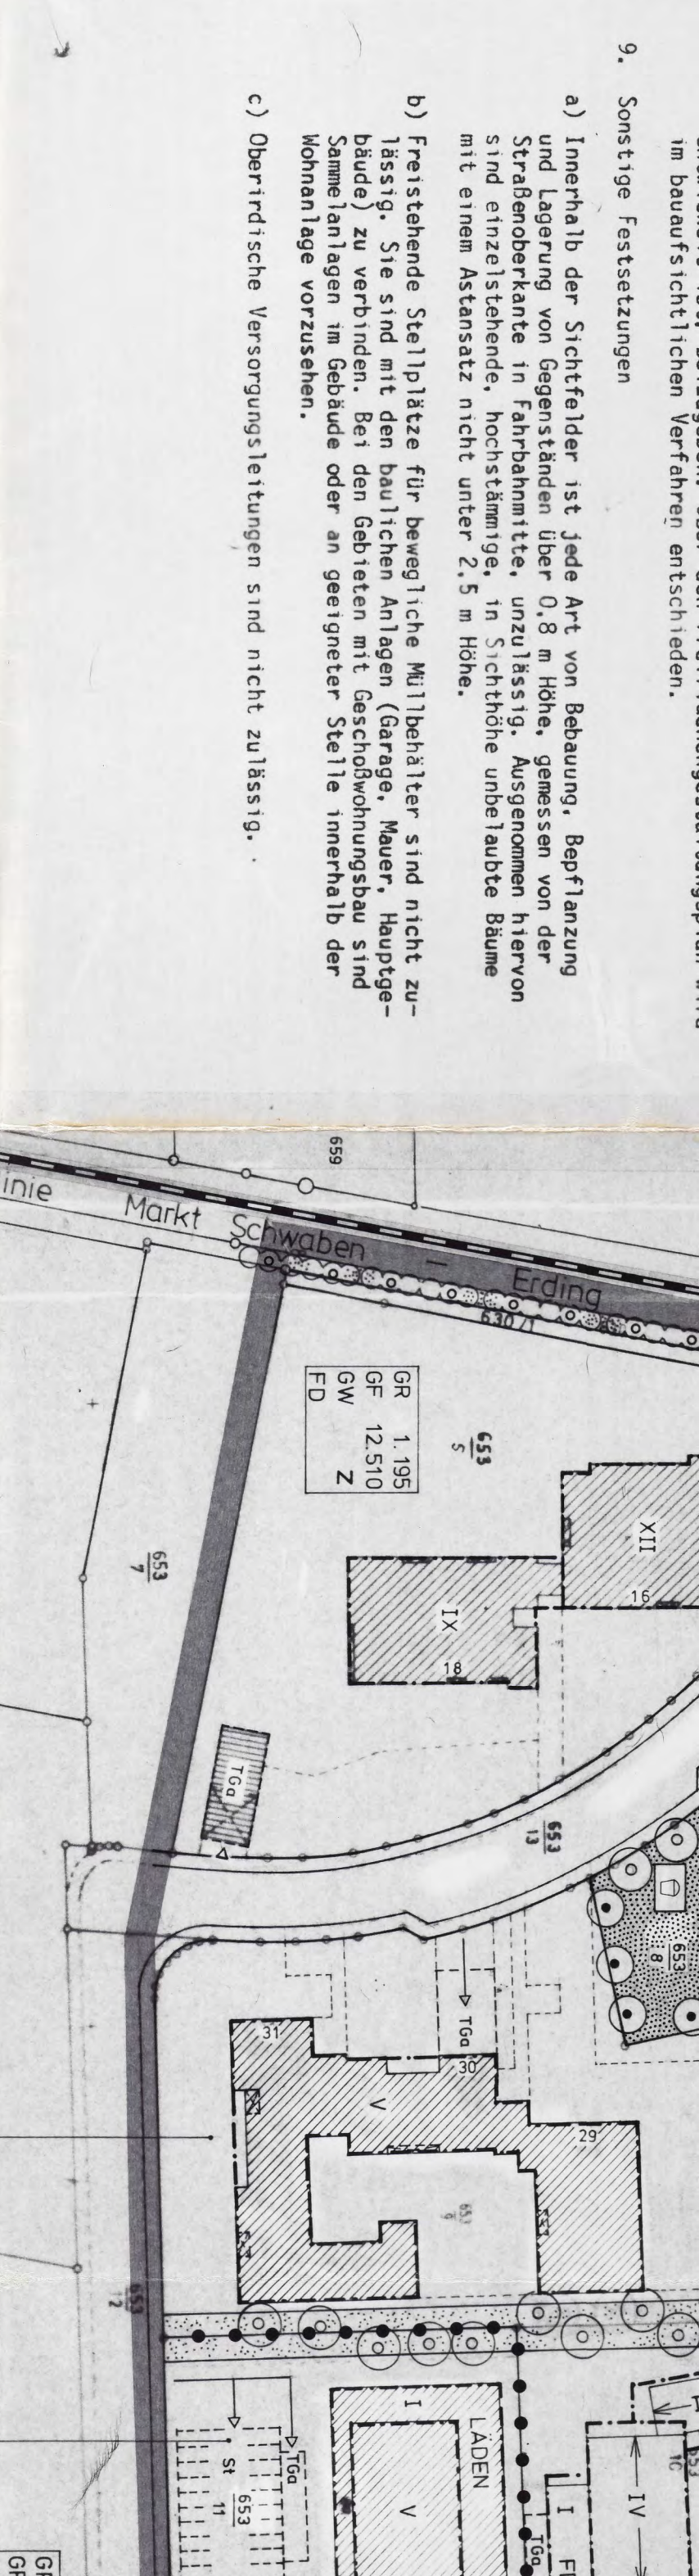 im bauaufsichtlichen Verfahren entschieden.
9. Sonstige Festsetzungen
a) Innerhalb der Sichtfelder ist jede Art von Bebauung, Bepflanzung
und Lagerung von Gegenständen über 0,8 m Höhe, gemessen von der
Straßenoberkante in Fahrbahnmitte, unzulässig. Ausgenommen hiervon
sind einzelstehende, hochstämmige, in Sichthöhe unbelaubte Bäume
mit einem Astansatz nicht unter 2,5 m Höhe.
b) Freistehende Stellplätze für bewegliche Müllbehälter sind nicht zu-
lässig. Sie sind mit den baulichen Anlagen (Garage, Mauer, Hauptge-
bäude) zu verbinden. Bei den Gebieten mit Geschoßwohnungsbau sind
Sammelanlagen im Gebäude oder an geeigneter Stelle innerhalb der
Wohnanlage vorzusehen.
c) Oberirdische Versorgungsleitungen sind nicht zulässig.
659
inie Markt Schwaben – Erding
630/1
GR 1.195
GF 12.510
GW Z
FD
653
5
XII
16
IX
18
653
7
TGa
653
13
653
8
TGa
31
30
V
29
653
9
653
12
I
LÄDEN
V
TGa
St
653
11
IV
I
TGa
653
10
GF